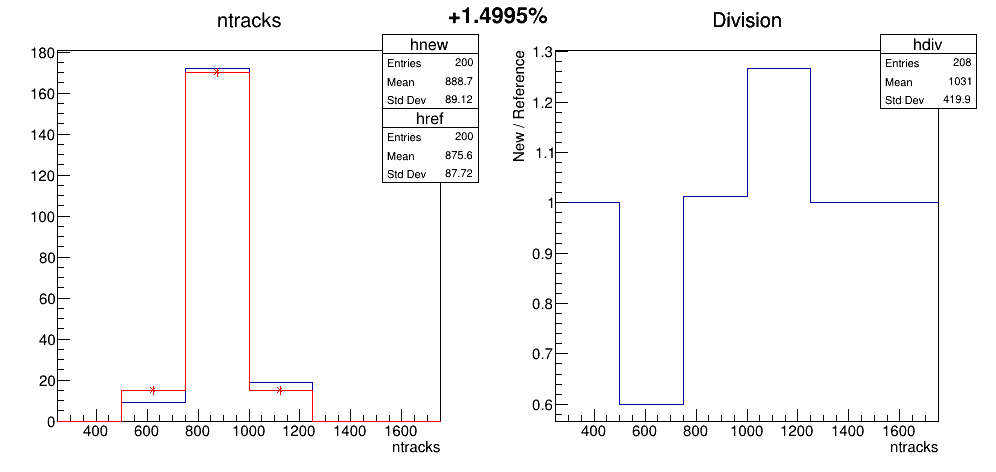 +1.4995%
ntracks
hnew
Entries 200
Mean 888.7
Std Dev 89.12
href
Entries 200
Mean 875.6
Std Dev 87.72
180
160
140
120
100
80
60
40
20
0
400 600 800 1000 1200 1400 1600
ntracks
Division
hdiv
Entries 208
Mean 1031
Std Dev 419.9
New / Reference
1.3
1.2
1.1
1
0.9
0.8
0.7
0.6
400 600 800 1000 1200 1400 1600
ntracks